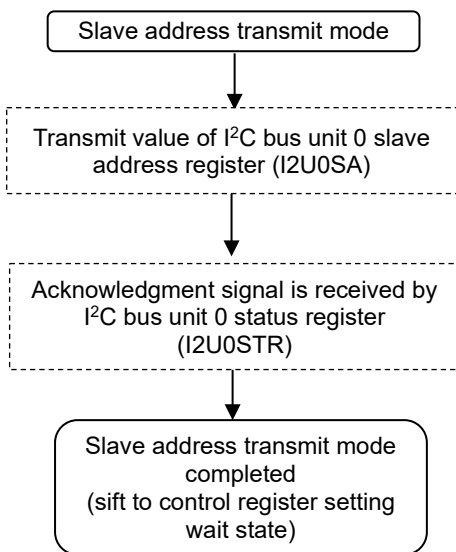 Slave address transmit mode
Transmit value of I²C bus unit 0 slave
address register (I2U0SA)
Acknowledgment signal is received by
I²C bus unit 0 status register
(I2U0STR)
Slave address transmit mode
completed
(sift to control register setting
wait state)